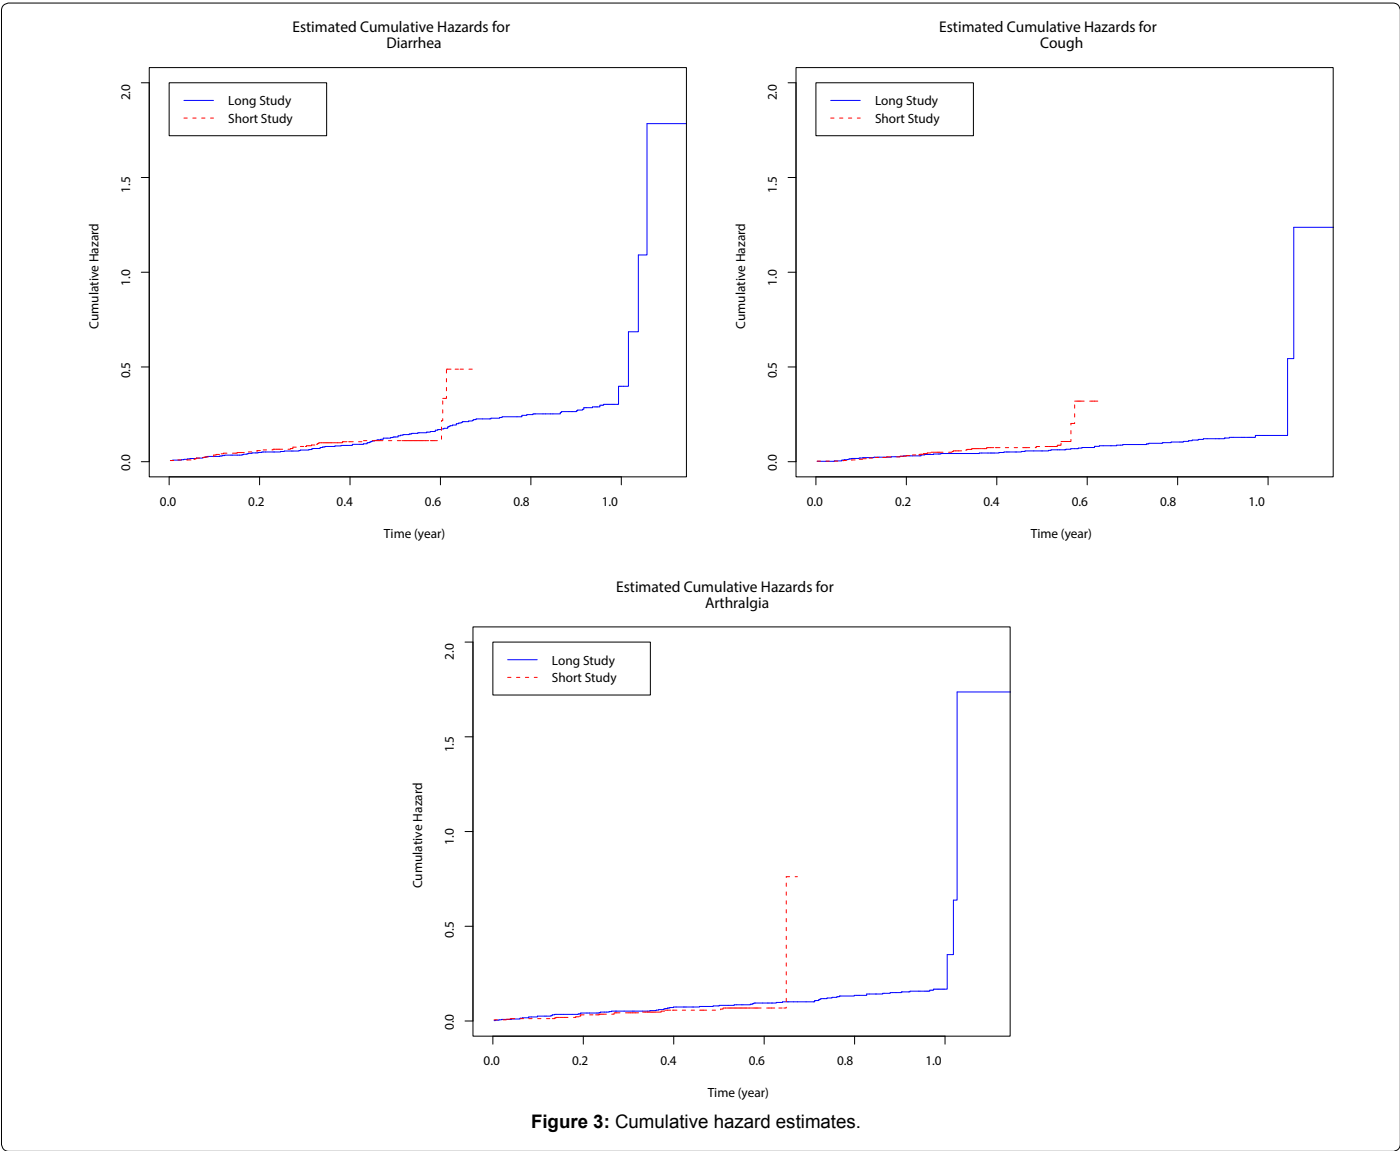 Estimated Cumulative Hazards for
Diarrhea
2.0
1.5
1.0
0.5
0.0
Cumulative Hazard
Long Study
Short Study
0.0 0.2 0.4 0.6 0.8 1.0
Time (year)
Estimated Cumulative Hazards for
Cough
2.0
1.5
1.0
0.5
0.0
Cumulative Hazard
Long Study
Short Study
0.0 0.2 0.4 0.6 0.8 1.0
Time (year)
Estimated Cumulative Hazards for
Arthralgia
2.0
1.5
1.0
0.5
0.0
Cumulative Hazard
Long Study
Short Study
0.0 0.2 0.4 0.6 0.8 1.0
Time (year)
Figure 3: Cumulative hazard estimates.